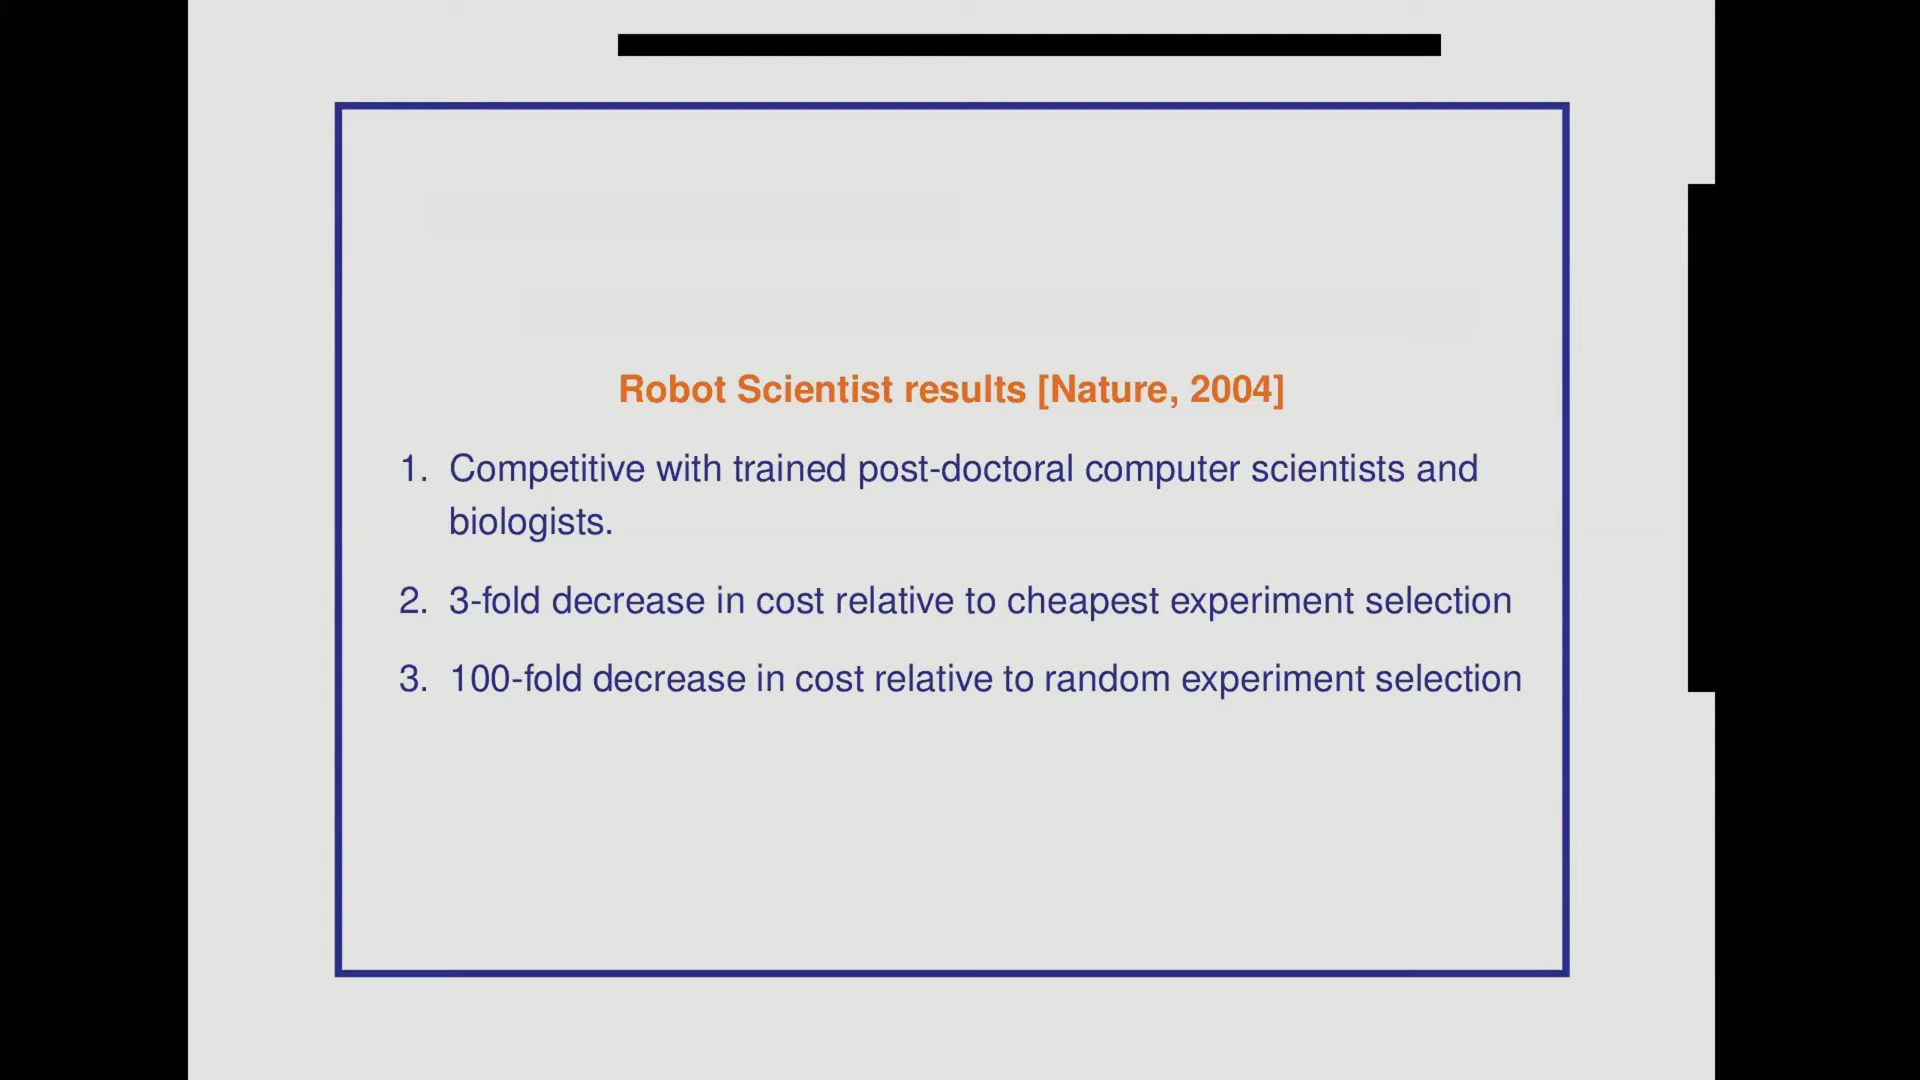 Robot Scientist results [Nature, 2004]
1. Competitive with trained post-doctoral computer scientists and
biologists.
2. 3-fold decrease in cost relative to cheapest experiment selection
3. 100-fold decrease in cost relative to random experiment selection